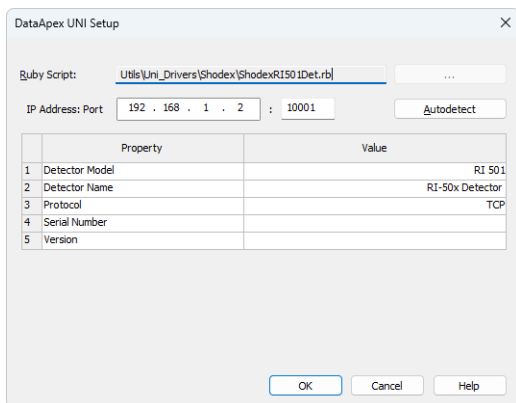 DataApex UNI Setup
Ruby Script: Utils\Uni_Drivers\Shodex\ShodexRI501Det.rb ...
IP Address: Port 192 . 168 . 1 . 2 : 10001 Autodetect
Property Value
1 Detector Model RI 501
2 Detector Name RI-50x Detector
3 Protocol TCP
4 Serial Number
5 Version
OK Cancel Help